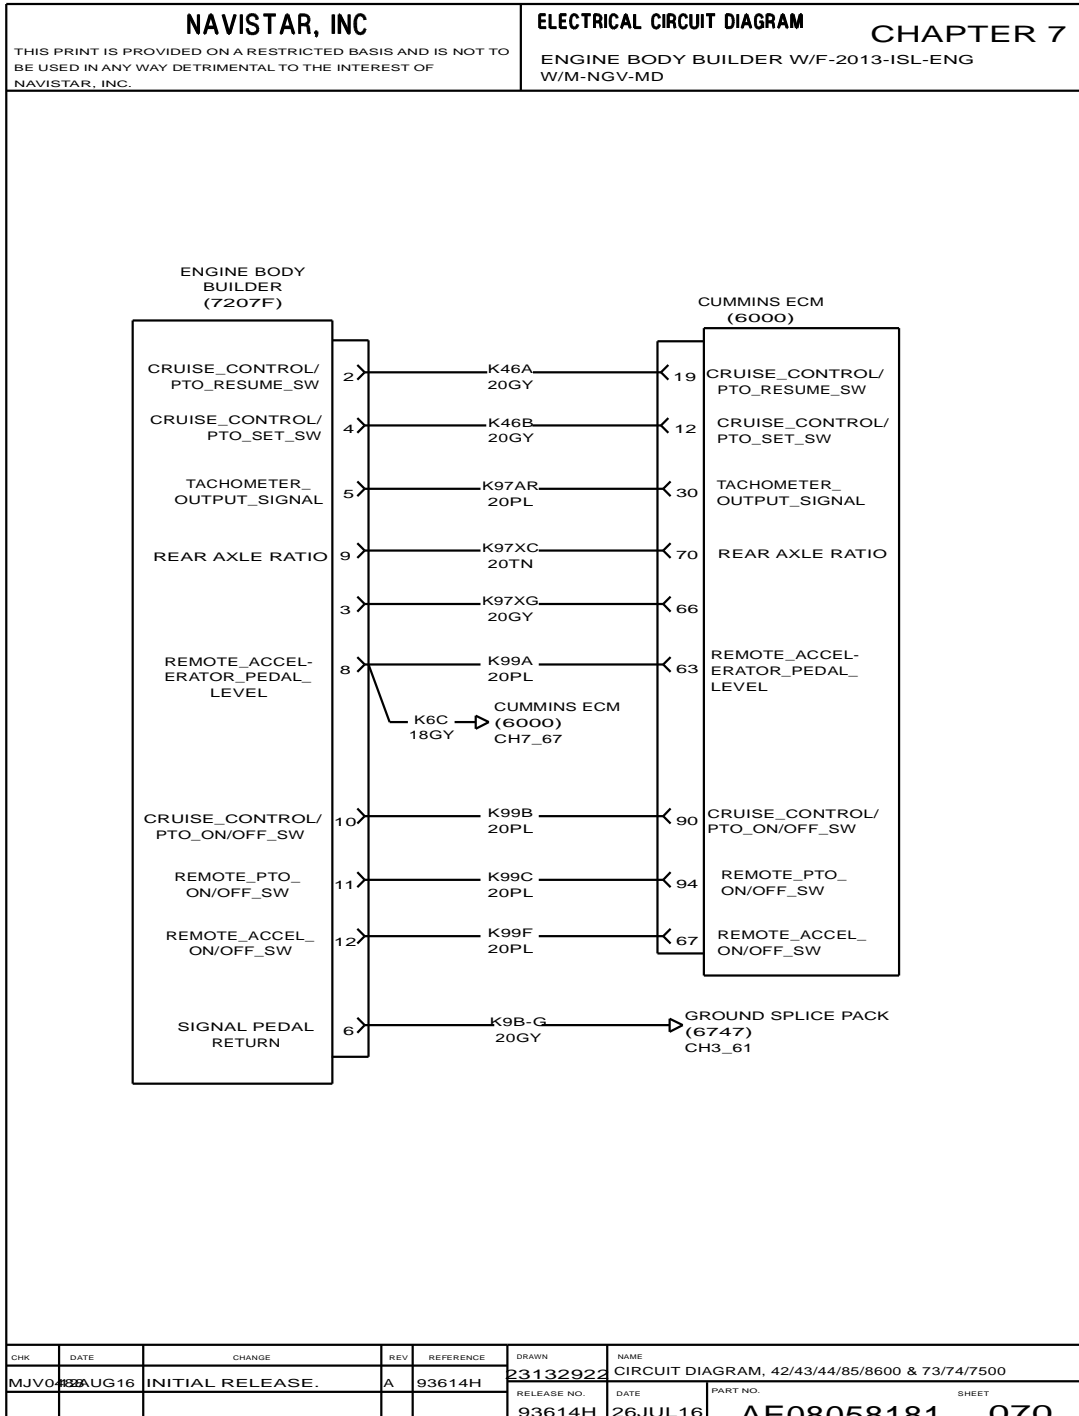 NAVISTAR, INC
THIS PRINT IS PROVIDED ON A RESTRICTED BASIS AND IS NOT TO
BE USED IN ANY WAY DETRIMENTAL TO THE INTEREST OF
NAVISTAR, INC.
ELECTRICAL CIRCUIT DIAGRAM
CHAPTER 7
ENGINE BODY BUILDER W/F-2013-ISL-ENG
W/M-NGV-MD
ENGINE BODY
BUILDER
(7207F)
CUMMINS ECM
(6000)
CRUISE_CONTROL/
PTO_RESUME_SW
2
K46A
20GY
19
CRUISE_CONTROL/
PTO_RESUME_SW
CRUISE_CONTROL/
PTO_SET_SW
4
K46B
20GY
12
CRUISE_CONTROL/
PTO_SET_SW
TACHOMETER_
OUTPUT_SIGNAL
5
K97AR
20PL
30
TACHOMETER_
OUTPUT_SIGNAL
REAR AXLE RATIO
9
K97XC
20TN
70
REAR AXLE RATIO
3
K97XG
20GY
66
REMOTE_ACCEL-
ERATOR_PEDAL_
LEVEL
8
K99A
20PL
63
REMOTE_ACCEL-
ERATOR_PEDAL_
LEVEL
K6C
18GY
CUMMINS ECM
(6000)
CH7_67
CRUISE_CONTROL/
PTO_ON/OFF_SW
10
K99B
20PL
90
CRUISE_CONTROL/
PTO_ON/OFF_SW
REMOTE_PTO_
ON/OFF_SW
11
K99C
20PL
94
REMOTE_PTO_
ON/OFF_SW
REMOTE_ACCEL_
ON/OFF_SW
12
K99F
20PL
67
REMOTE_ACCEL_
ON/OFF_SW
SIGNAL PEDAL
RETURN
6
K9B-G
20GY
GROUND SPLICE PACK
(6747)
CH3_61
CHK DATE CHANGE REV REFERENCE
INITIAL RELEASE. A 93614H
DRAWN
23132922
NAME
CIRCUIT DIAGRAM, 42/43/44/85/8600 & 73/74/7500
RELEASE NO.
93614H
DATE
26JUL16
PART NO.
AE08058181
SHEET
070